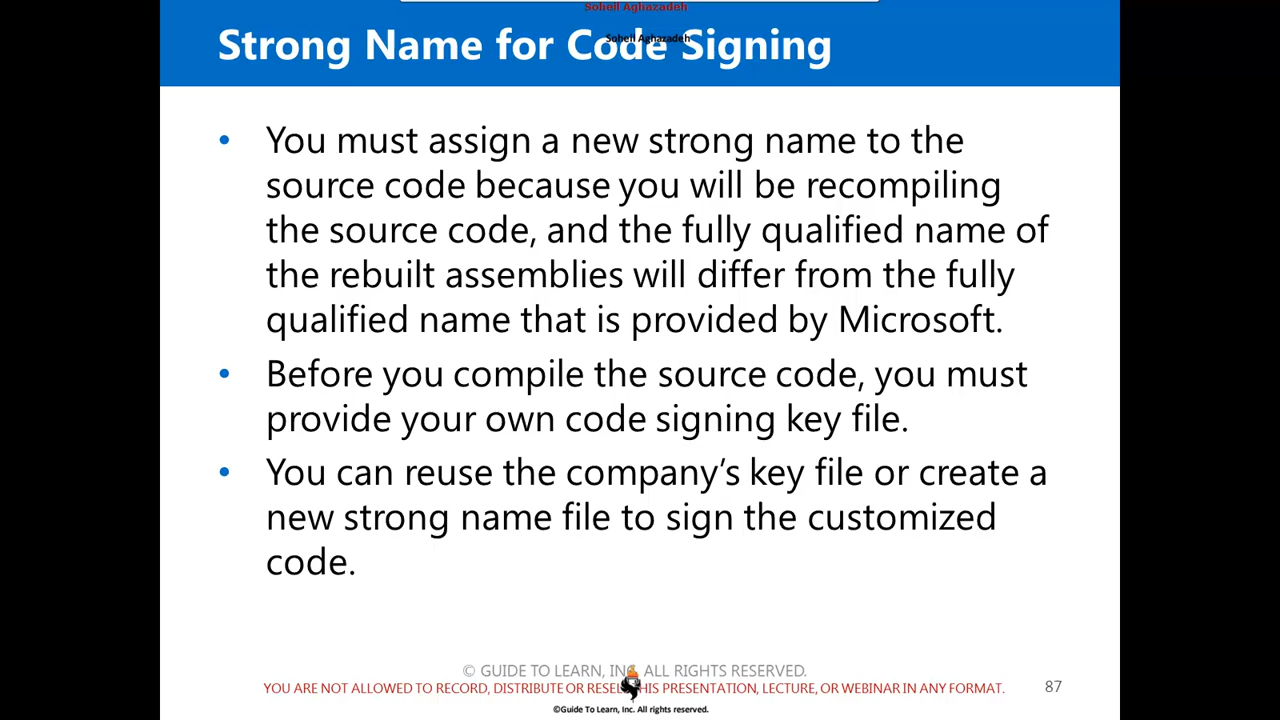 Soheil Aghazadeh
Strong Name for Code Signing
Soheil Aghazadeh
• You must assign a new strong name to the
source code because you will be recompiling
the source code, and the fully qualified name of
the rebuilt assemblies will differ from the fully
qualified name that is provided by Microsoft.
• Before you compile the source code, you must
provide your own code signing key file.
• You can reuse the company’s key file or create a
new strong name file to sign the customized
code.
© GUIDE TO LEARN, INC. ALL RIGHTS RESERVED.
YOU ARE NOT ALLOWED TO RECORD, DISTRIBUTE OR RESELL THIS PRESENTATION, LECTURE, OR WEBINAR IN ANY FORMAT.
87
©Guide To Learn, Inc. All rights reserved.